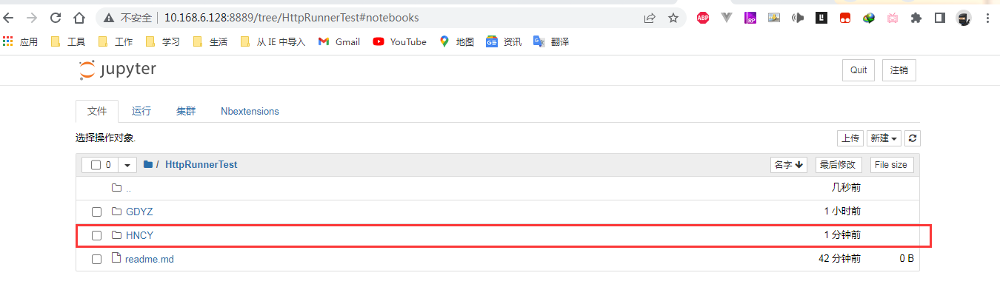 不安全 10.168.6.128:8889/tree/HttpRunnerTest#notebooks
应用 工具 工作 学习 生活 从 IE 中导入 Gmail YouTube 地图 资讯 翻译
jupyter Quit 注销
文件 运行 集群 Nbextensions
选择操作对象. 上传 新建
0 / HttpRunnerTest 名字 最后修改 File size
.. 几秒前
GDYZ 1 小时前
HNCY 1 分钟前
readme.md 42 分钟前 0 B